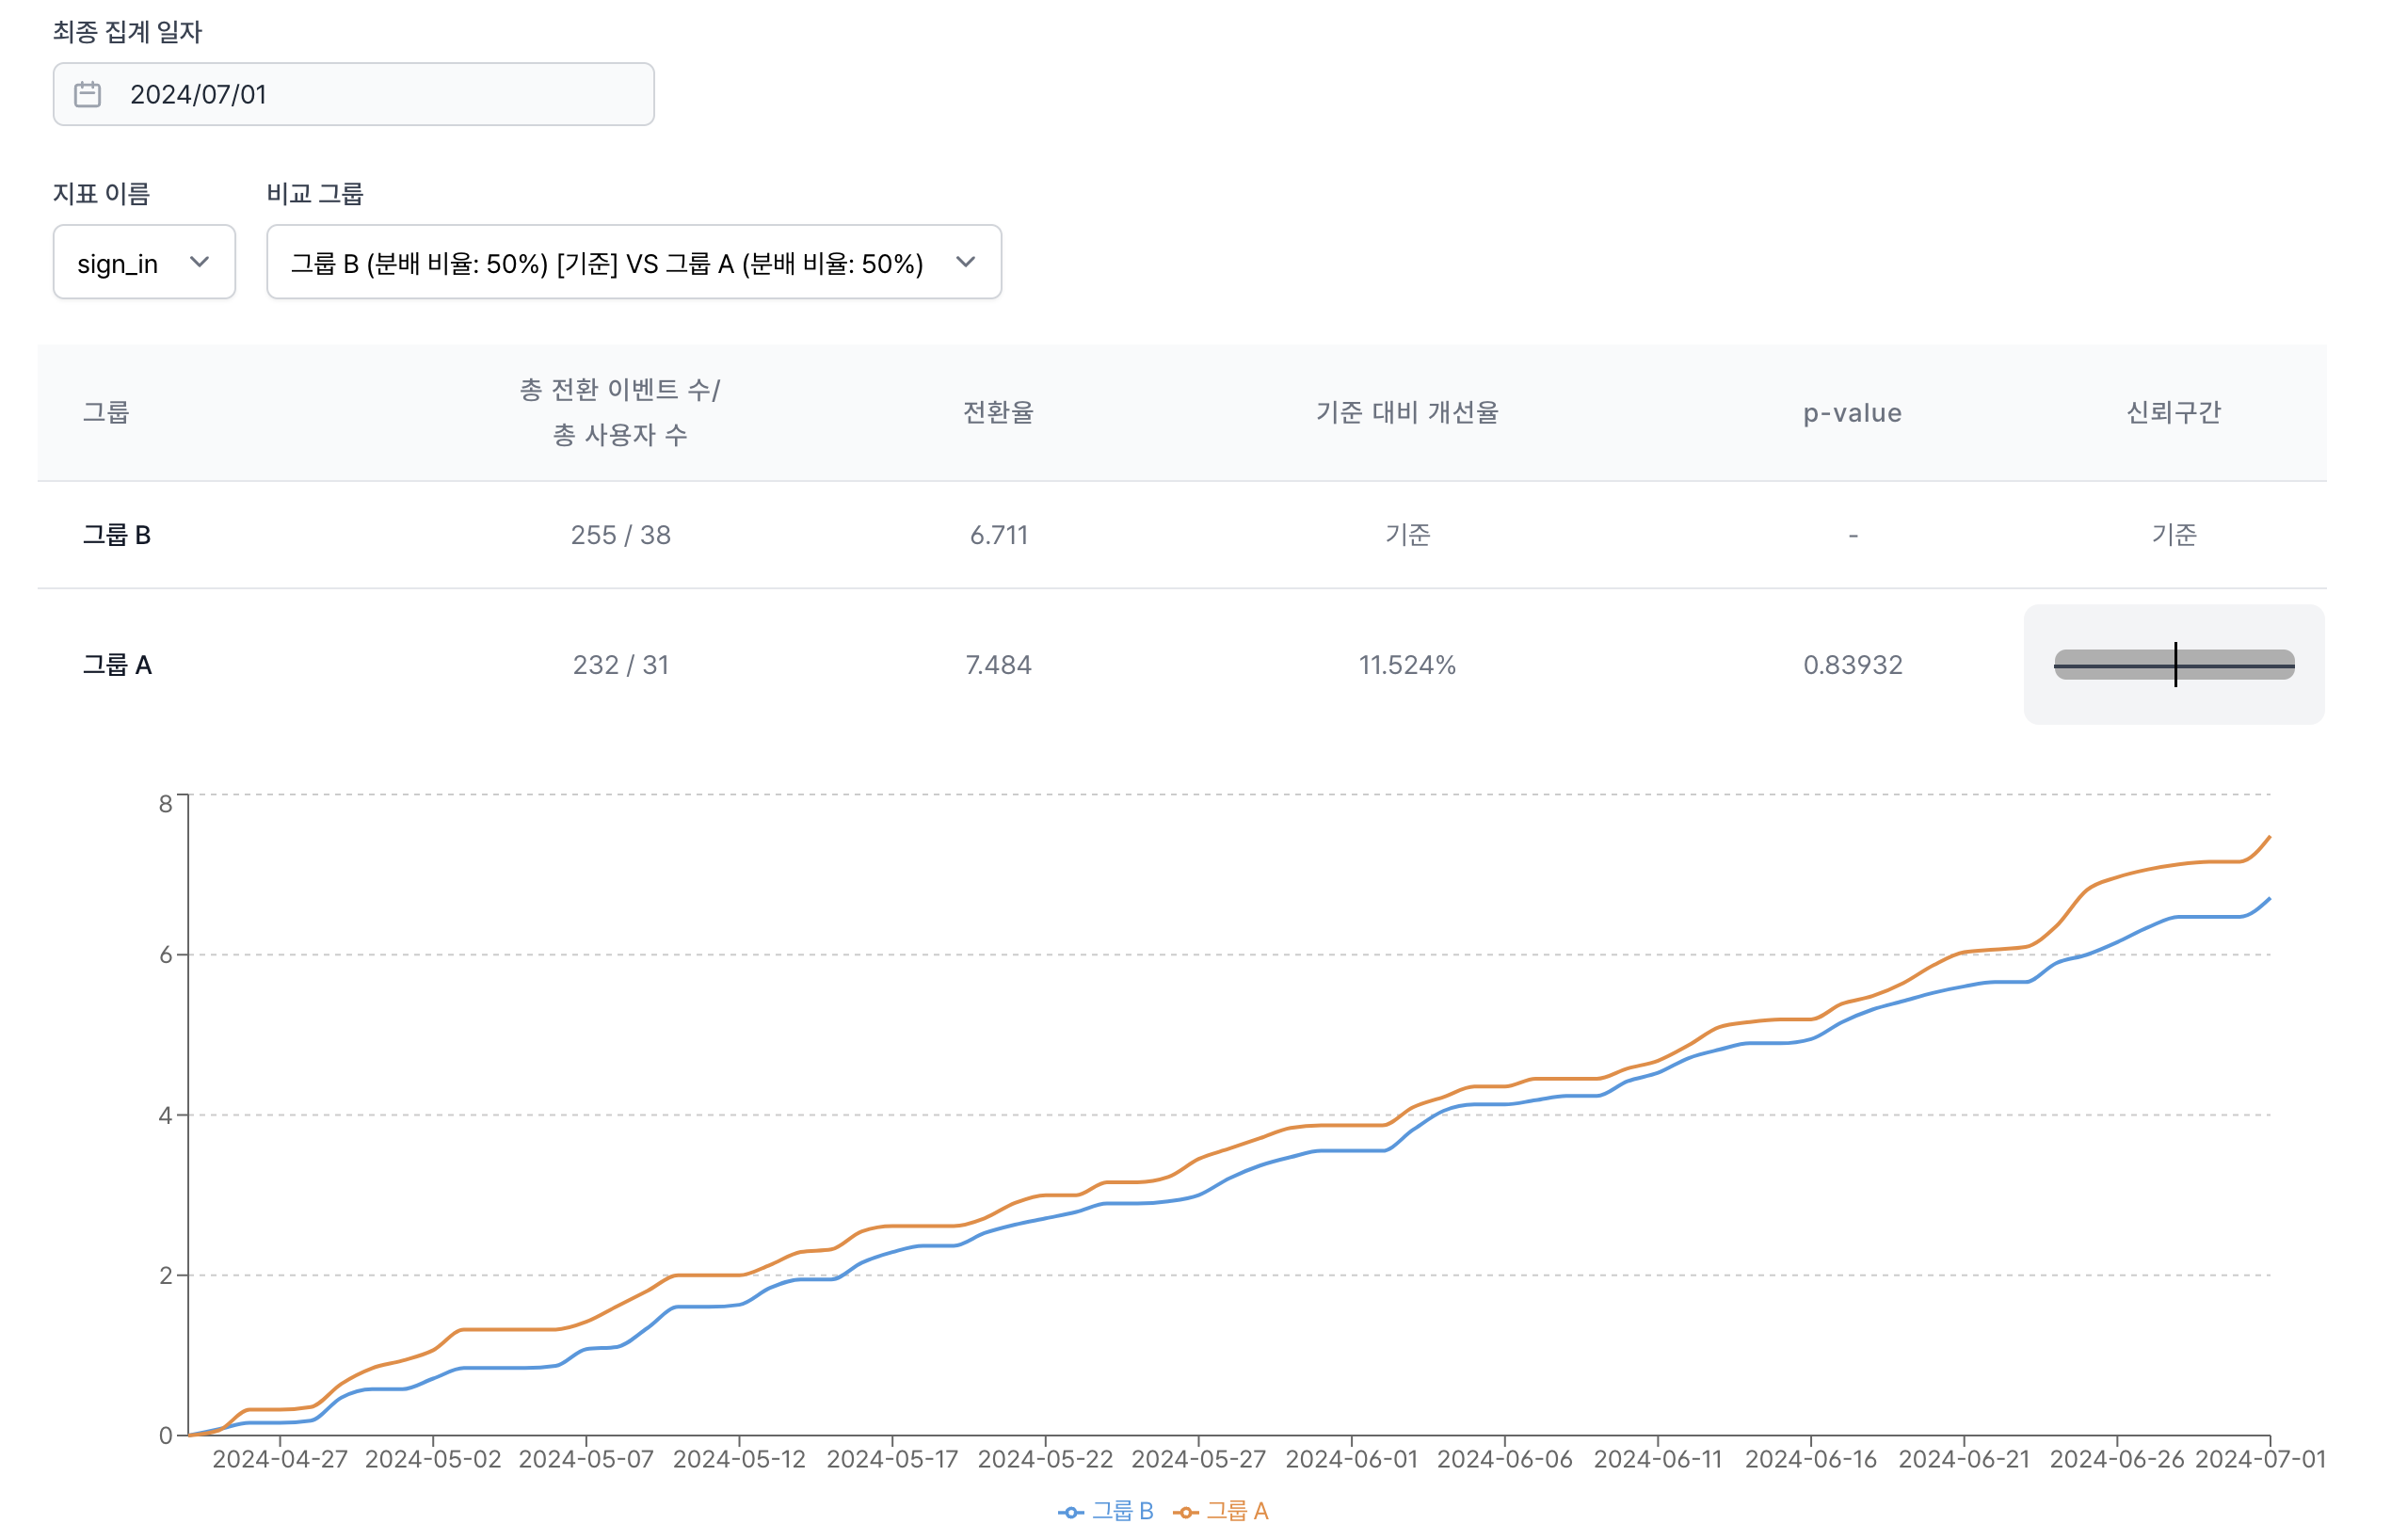 최종 집계 일자
2024/07/01
지표 이름
비교 그룹
sign_in
그룹 B (분배 비율: 50%) [기준] VS 그룹 A (분배 비율: 50%)
그룹
총 전환 이벤트 수/
총 사용자 수
전환율
기준 대비 개선율
p-value
신뢰구간
그룹 B
255 / 38
6.711
기준
-
기준
그룹 A
232 / 31
7.484
11.524%
0.83932
8
6
4
2
0
2024-04-27
2024-05-02
2024-05-07
2024-05-12
2024-05-17
2024-05-22
2024-05-27
2024-06-01
2024-06-06
2024-06-11
2024-06-16
2024-06-21
2024-06-26
2024-07-01
그룹 B
그룹 A